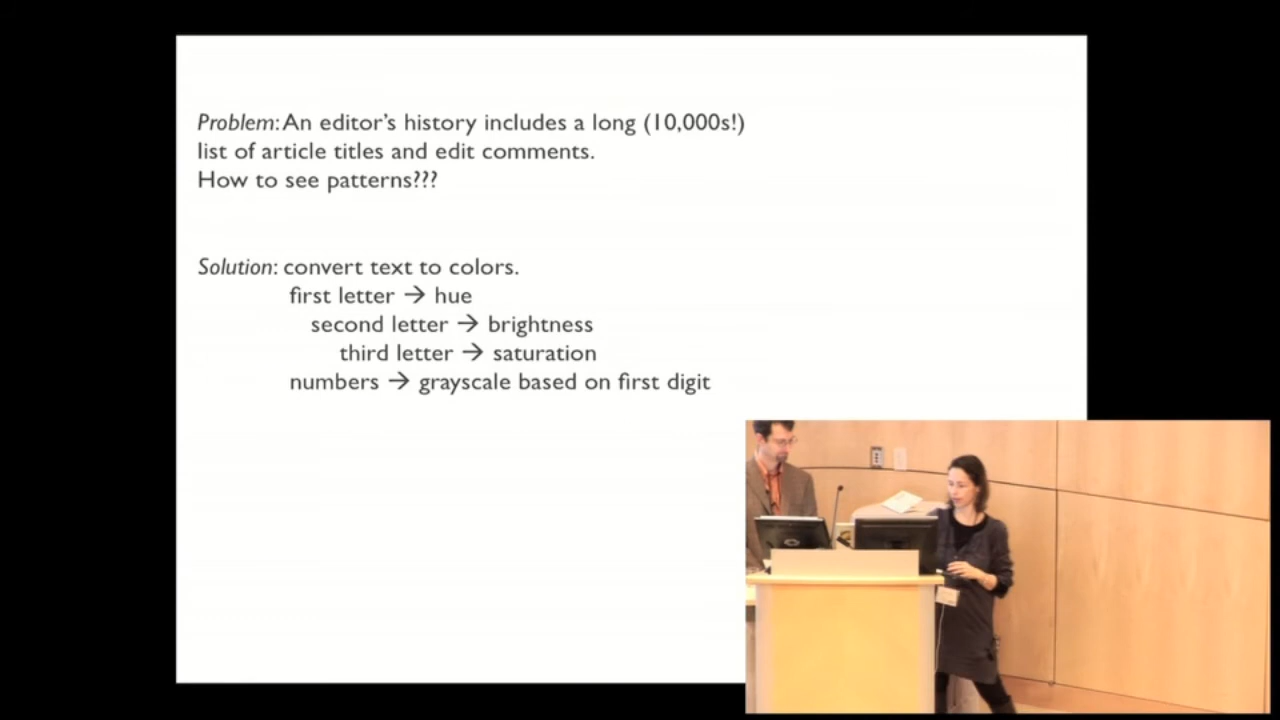 Problem: An editor's history includes a long (10,000s!)
list of article titles and edit comments.
How to see patterns???
Solution: convert text to colors.
first letter → hue
second letter → brightness
third letter → saturation
numbers → grayscale based on first digit